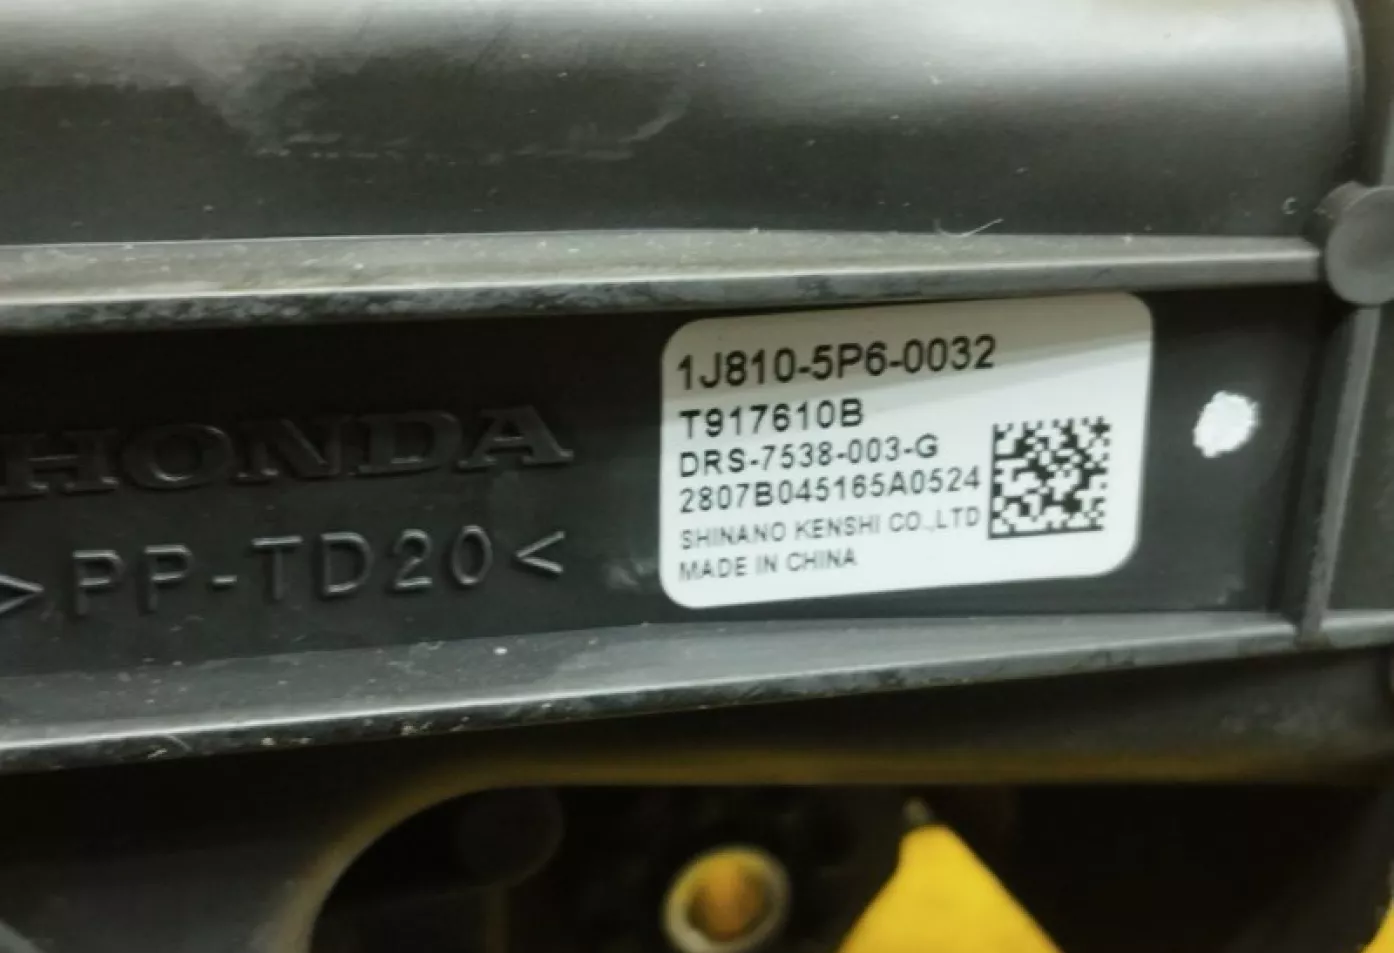 HONDA
>PP-TD20<
1J810-5P6-0032
T917610B
DRS-7538-003-G
2807B045165A0524
SHINANO KENSHI CO.,LTD
MADE IN CHINA